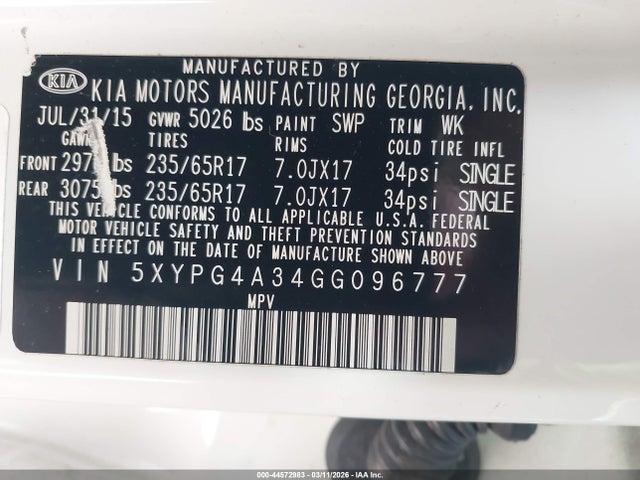 MANUFACTURED BY
KIA KIA MOTORS MANUFACTURING GEORGIA, INC.
JUL/31/15 GVWR 5026 lbs PAINT SWP TRIM WK
TIRES RIMS COLD TIRE INFL
FRONT lbs 235/65R17 7.0JX17 34psi SINGLE
REAR lbs 235/65R17 7.0JX17 34psi SINGLE
THIS VEHICLE CONFORMS TO ALL APPLICABLE U.S.A. FEDERAL
MOTOR VEHICLE SAFETY AND THEFT PREVENTION STANDARDS
IN EFFECT ON THE DATE OF MANUFACTURE SHOWN ABOVE
VIN 5XYPG4A34GG096777
MPV
000-44572983 - 03/11/2026 - IAA Inc.